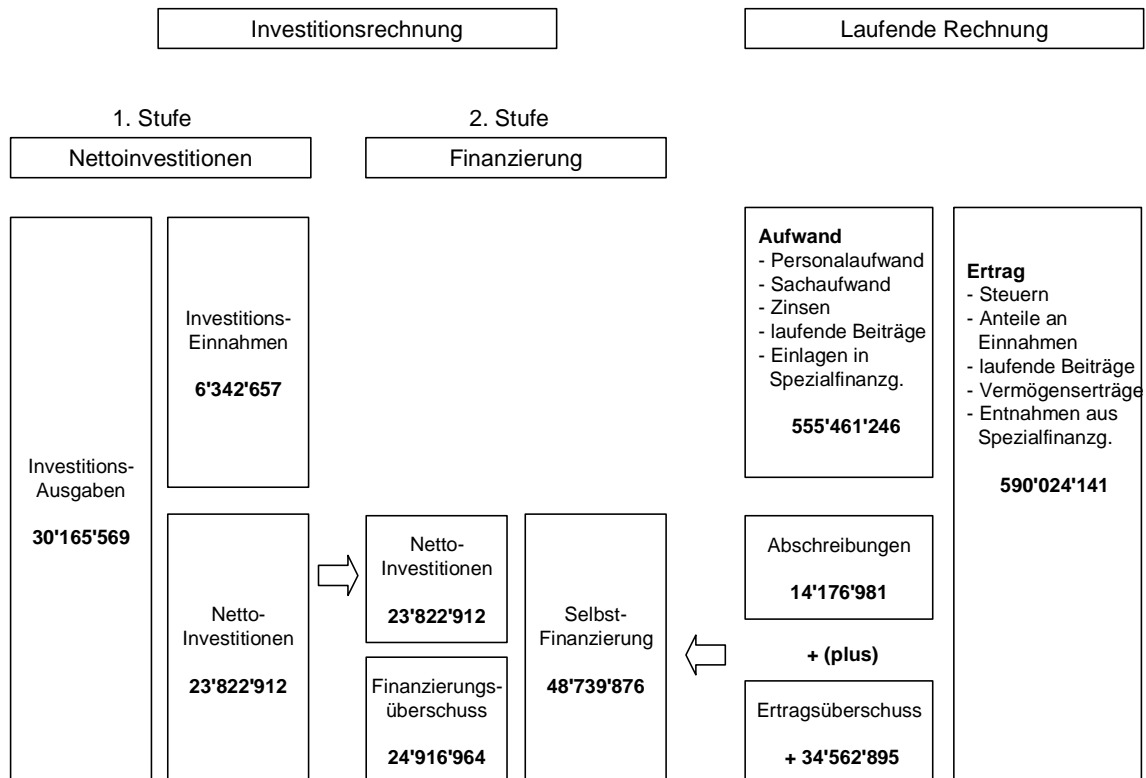 Investitionsrechnung
Laufende Rechnung
1. Stufe
2. Stufe
Nettoinvestitionen
Finanzierung
Investitions-
Ausgaben
30'165'569
Investitions-
Einnahmen
6'342'657
Netto-
Investitionen
23'822'912
Netto-
Investitionen
23'822'912
Finanzierungs-
überschuss
24'916'964
Selbst-
Finanzierung
48'739'876
Aufwand
- Personalaufwand
- Sachaufwand
- Zinsen
- laufende Beiträge
- Einlagen in
Spezialfinanzg.
555'461'246
Abschreibungen
14'176'981
+ (plus)
Ertragsüberschuss
+ 34'562'895
Ertrag
- Steuern
- Anteile an
Einnahmen
- laufende Beiträge
- Vermögenserträge
- Entnahmen aus
Spezialfinanzg.
590'024'141